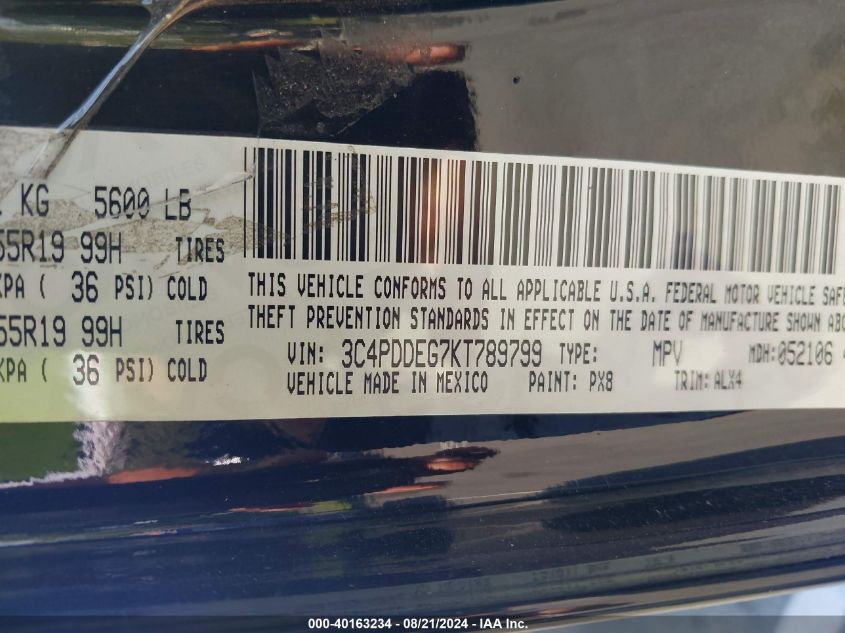 KG 5600 LB
55R19 99H TIRES
KPA ( 36 PSI) COLD
55R19 99H TIRES
KPA ( 36 PSI) COLD
THIS VEHICLE CONFORMS TO ALL APPLICABLE U.S.A. FEDERAL MOTOR VEHICLE SAFE
THEFT PREVENTION STANDARDS IN EFFECT ON THE DATE OF MANUFACTURE SHOWN ABO
VIN: 3C4PDDEG7KT789799 TYPE: MPV MDH:052106 4
VEHICLE MADE IN MEXICO PAINT: PX8 TRIM: ALX4
000-40163234 - 08/21/2024 - IAA Inc.